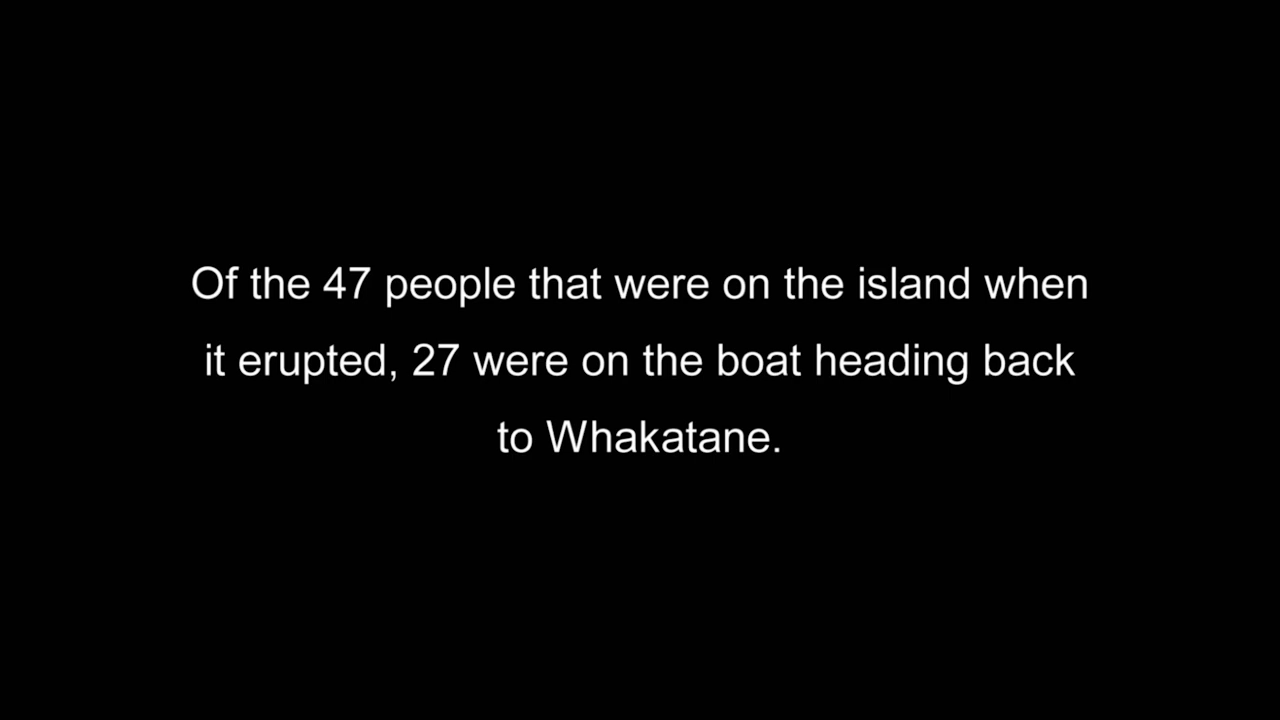 Of the 47 people that were on the island when
it erupted, 27 were on the boat heading back
to Whakatane.